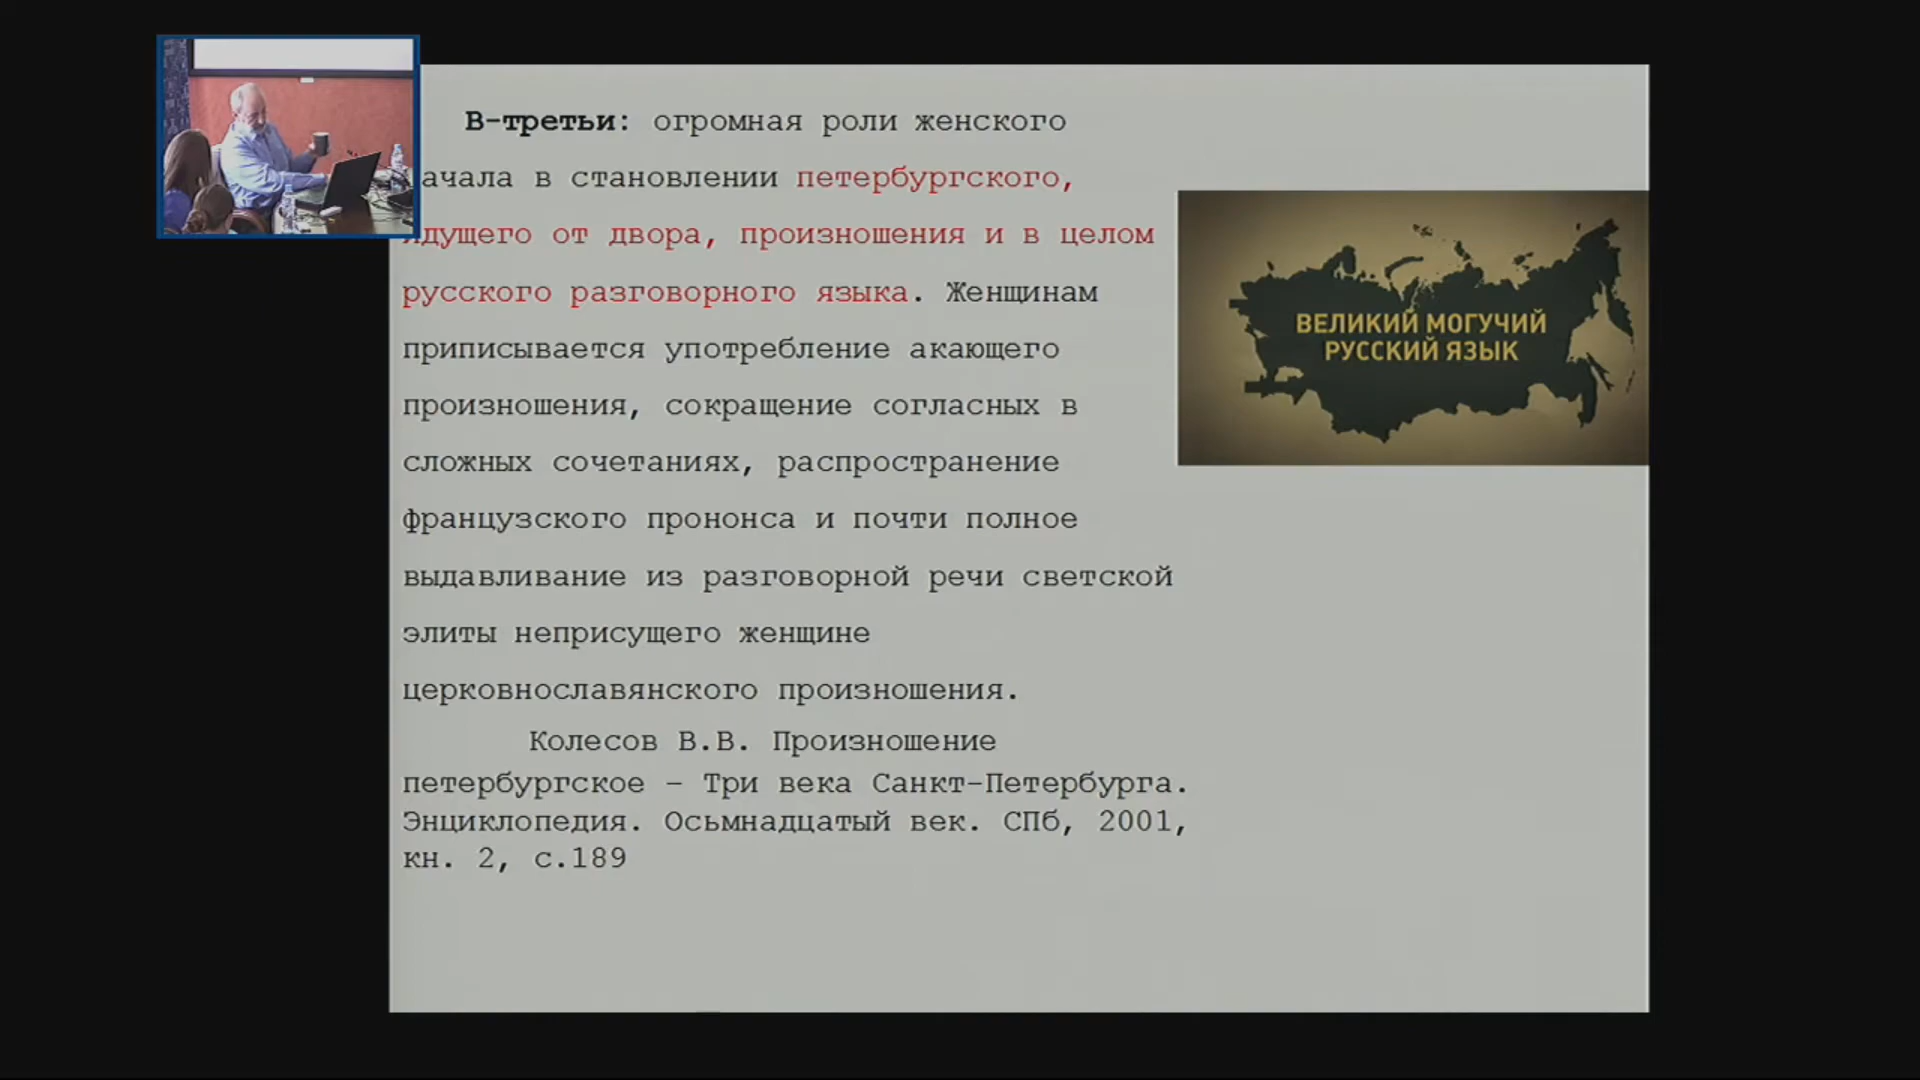 В-третьи: огромная роли женского
ачала в становлении петербургского,
идущего от двора, произношения и в целом
русского разговорного языка. Женщинам
приписывается употребление акающего
произношения, сокращение согласных в
сложных сочетаниях, распространение
французского прононса и почти полное
выдавливание из разговорной речи светской
элиты неприсущего женщине
церковнославянского произношения.
Колесов В.В. Произношение
петербургское – Три века Санкт-Петербурга.
Энциклопедия. Осьмнадцатый век. СПб, 2001,
кн. 2, с.189
ВЕЛИКИЙ МОГУЧИЙ
РУССКИЙ ЯЗЫК